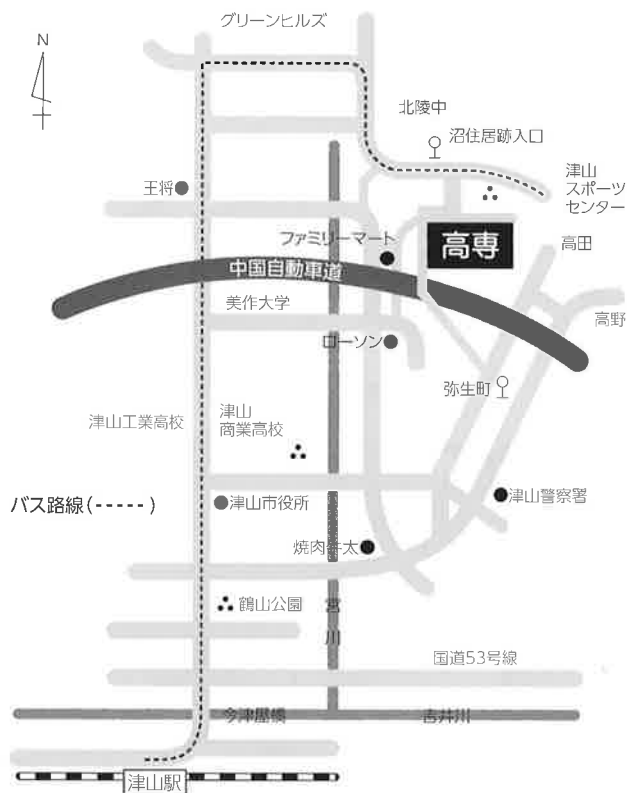 グリーンヒルズ
N
北陵中
沼住居跡入口
津山
スポーツ
センター
王将
ファミリーマート
高専
高田
中国自動車道
美作大学
高野
ローソン
弥生町
津山工業高校
津山
商業高校
バス路線(-----)
津山市役所
津山警察署
焼肉弁太
鶴山公園
宮川
国道53号線
今津屋橋
吉井川
津山駅